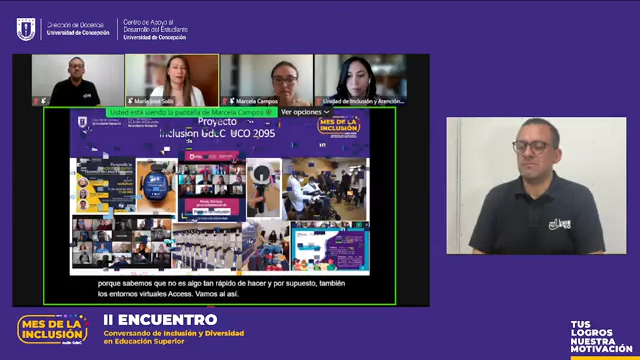 Dirección de Docencia
Universidad de Concepción
Centro de Apoyo al
Desarrollo del Estudiante
Universidad de Concepción
María José Solis
Marcela Campos
Unidad de Inclusión y Atención...
Usted está viendo la pantalla de Marcela Campos
Ver opciones
Proyecto
Inclusión UdeC UCO 2095
MES DE LA
INCLUSIÓN
porque sabemos que no es algo tan rápido de hacer y por supuesto, también
los entornos virtuales Access. Vamos al así.
MES DE LA
INCLUSIÓN
II ENCUENTRO
Conversando de Inclusión y Diversidad
en Educación Superior
TUS
LOGROS
NUESTRA
MOTIVACIÓN